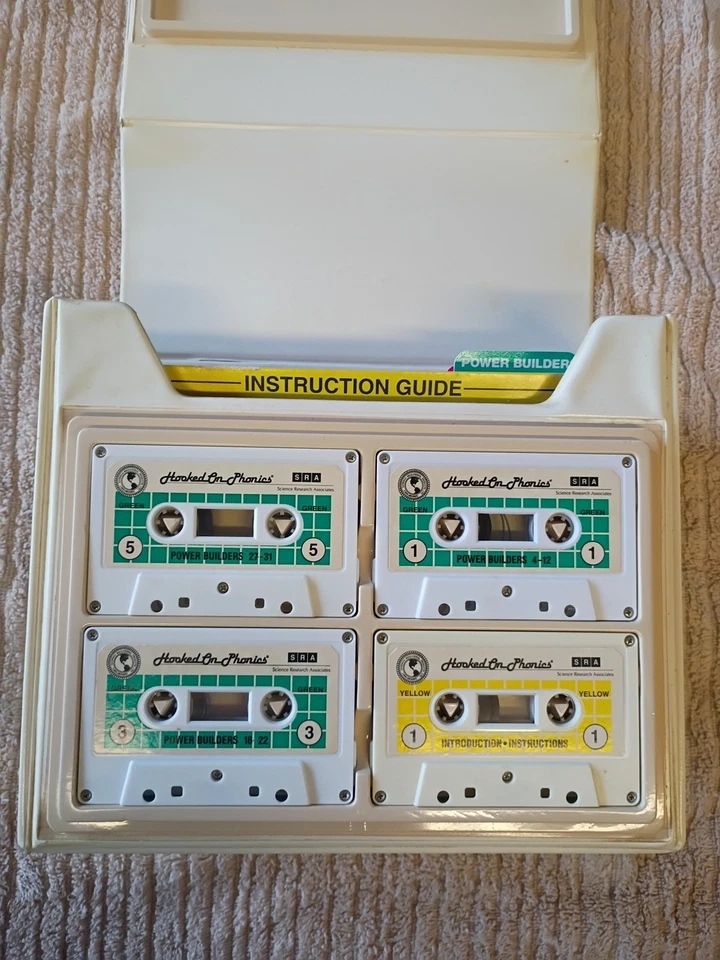 POWER BUILDER
INSTRUCTION GUIDE
Hooked On Phonics®
SRA
Science Research Associates
GREEN
GREEN
5
5
POWER BUILDERS 27-31
Hooked On Phonics®
SRA
Science Research Associates
GREEN
GREEN
1
1
POWER BUILDERS 4-12
Hooked On Phonics®
SRA
Science Research Associates
GREEN
GREEN
3
3
POWER BUILDERS 18-22
Hooked On Phonics®
SRA
Science Research Associates
YELLOW
YELLOW
1
1
INTRODUCTION • INSTRUCTIONS